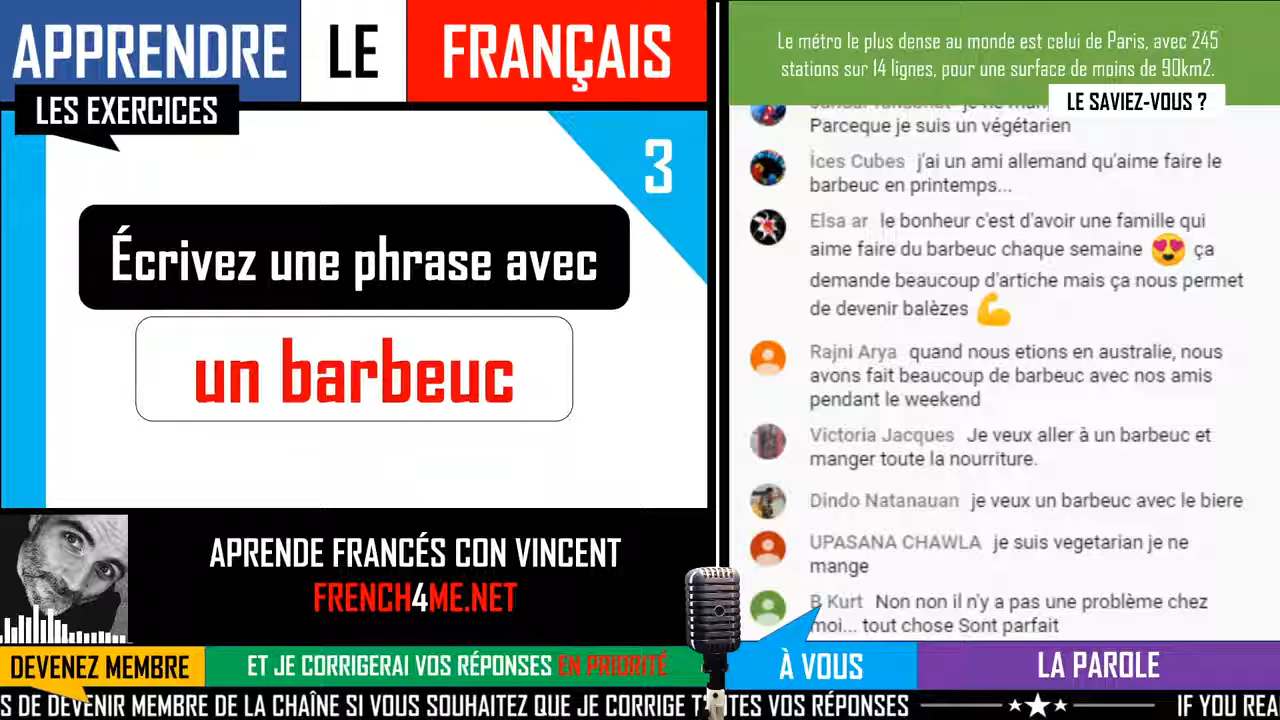 APPRENDRE LE FRANÇAIS
LES EXERCICES
3
Écrivez une phrase avec
un barbeuc
APRENDE FRANCÉS CON VINCENT
FRENCH4ME.NET
Le métro le plus dense au monde est celui de Paris, avec 245
stations sur 14 lignes, pour une surface de moins de 90km2.
LE SAVIEZ-VOUS ?
Parceque je suis un végétarien
İces Cubes j'ai un ami allemand qu'aime faire le
barbeuc en printemps...
Elsa ar le bonheur c'est d'avoir une famille qui
aime faire du barbeuc chaque semaine 😍 ça
demande beaucoup d'artiche mais ça nous permet
de devenir balèzes 💪
Rajni Arya quand nous etions en australie, nous
avons fait beaucoup de barbeuc avec nos amis
pendant le weekend
Victoria Jacques Je veux aller à un barbeuc et
manger toute la nourriture.
Dindo Natanauan je veux un barbeuc avec le biere
UPASANA CHAWLA je suis vegetarian je ne
mange
B Kurt Non non il n'y a pas une problème chez
moi... tout chose Sont parfait
DEVENEZ MEMBRE
ET JE CORRIGERAI VOS RÉPONSES EN PRIORITÉ
À VOUS
LA PAROLE
DE DEVENIR MEMBRE DE LA CHAÎNE SI VOUS SOUHAITEZ QUE JE CORRIGE VOS RÉPONSES IF YOU